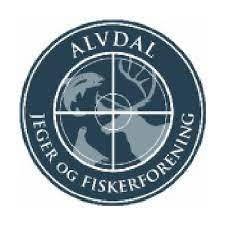 ALVDAL
JEGER OG FISKERFORENING